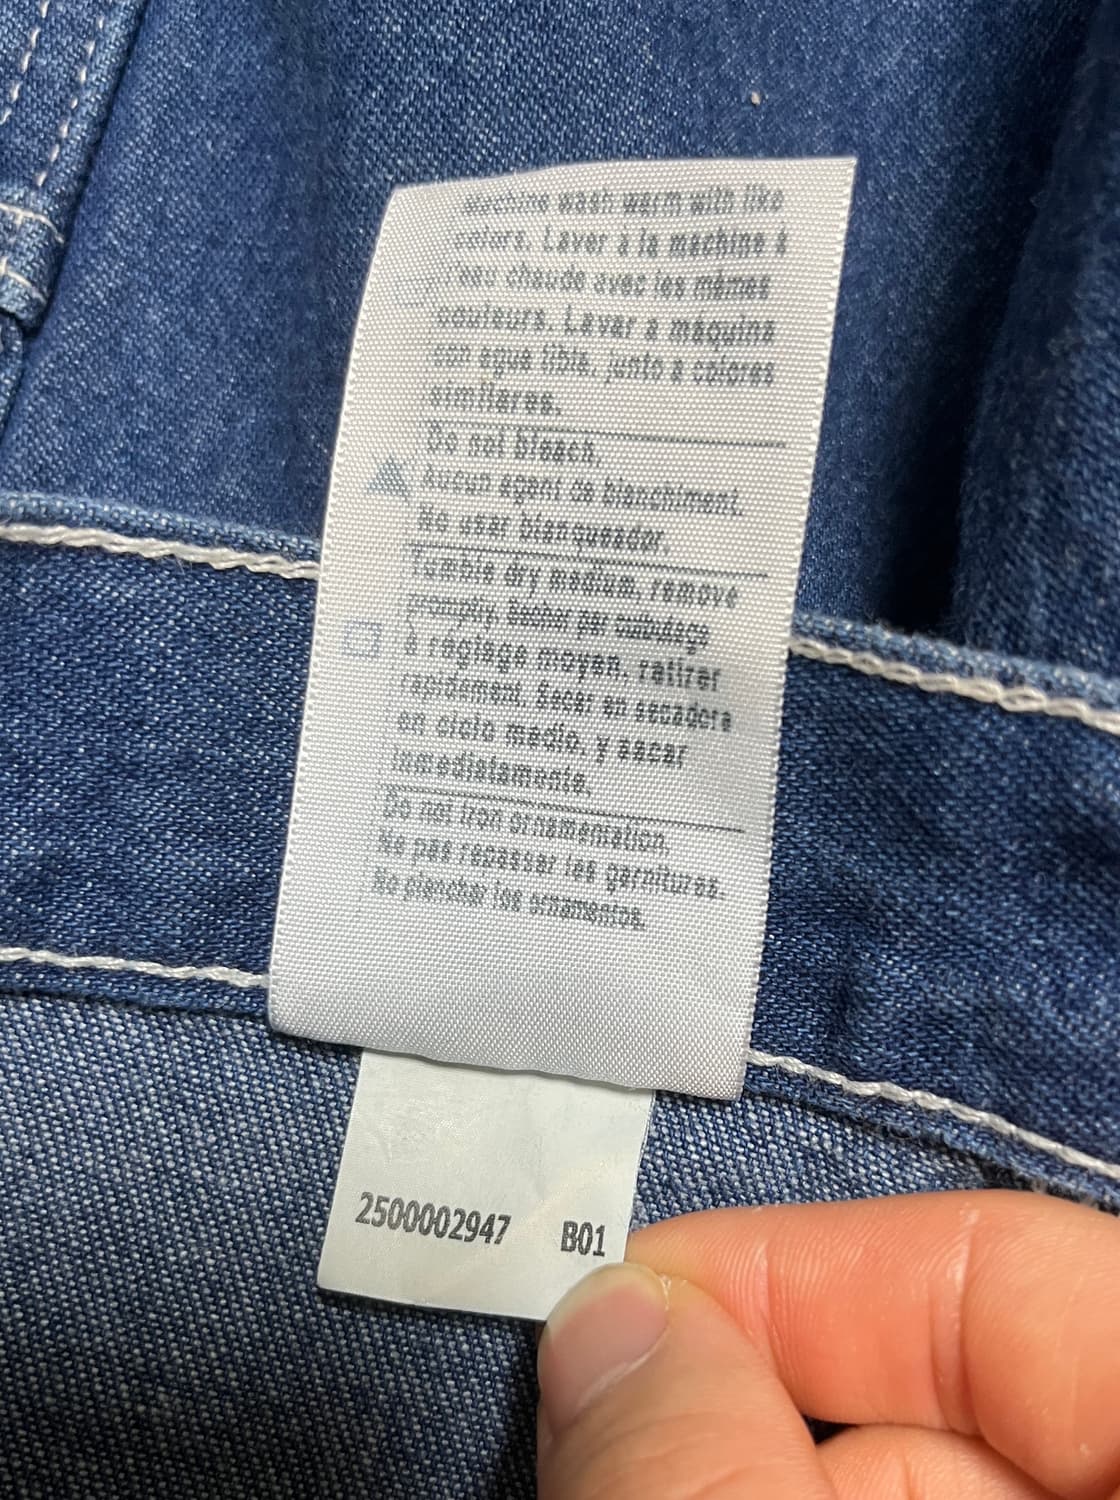 Machine wash warm with like
colors. Laver à la machine à
l'eau chaude avec les mêmes
couleurs. Lavar a máquina
con agua tibia, junto a colores
similares.
Do not bleach.
Aucun agent de blanchiment.
No usar blanqueador.
Tumble dry medium, remove
promptly. Sécher par culbutage
à réglage moyen, retirer
rapidement. Secar en secadora
en ciclo medio, y sacar
inmediatamente.
Do not iron ornamentation.
Ne pas repasser les garnitures.
No planchar los ornamentos.
2500002947 B01